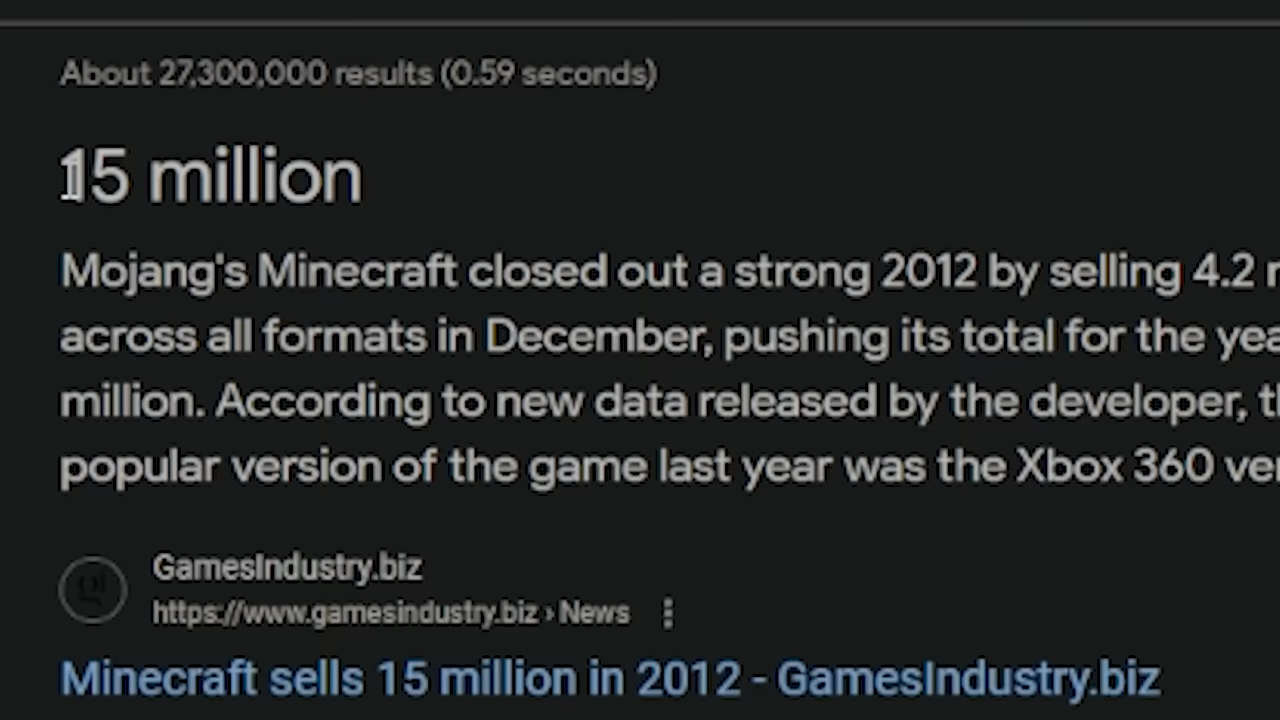 About 27,300,000 results (0.59 seconds)
15 million
Mojang's Minecraft closed out a strong 2012 by selling 4.2
across all formats in December, pushing its total for the
million. According to new data released by the developer,
popular version of the game last year was the Xbox 360
GamesIndustry.biz
https://www.gamesindustry.biz › News
Minecraft sells 15 million in 2012 - GamesIndustry.biz